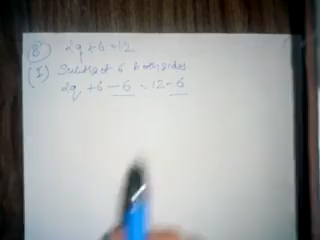 (B) 2q + 6 = 12
(I) Subtract 6 both sides
2q + 6 - 6 = 12 - 6